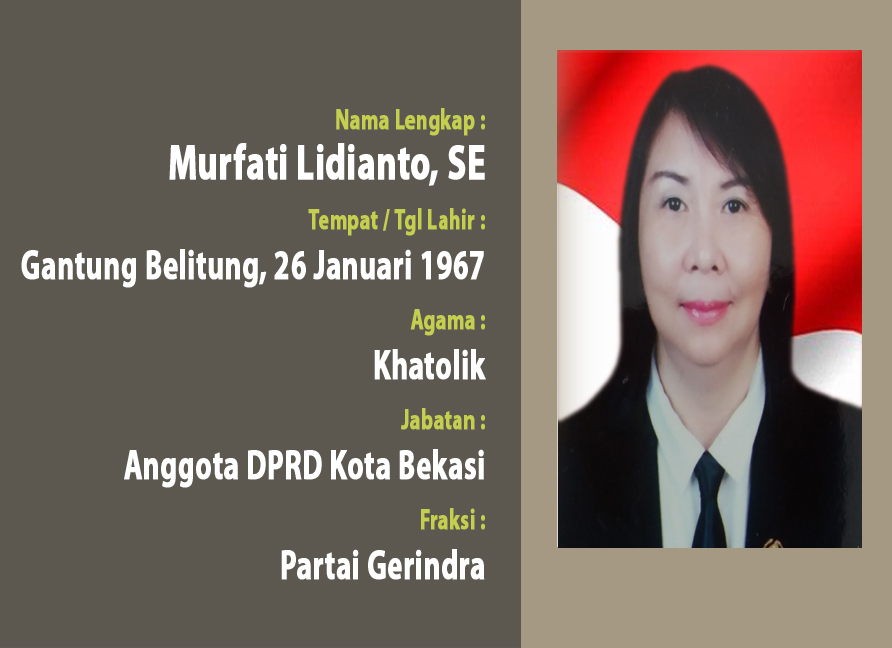 Nama Lengkap :
Murfati Lidianto, SE
Tempat / Tgl Lahir :
Gantung Belitung, 26 Januari 1967
Agama :
Khatolik
Jabatan :
Anggota DPRD Kota Bekasi
Fraksi :
Partai Gerindra